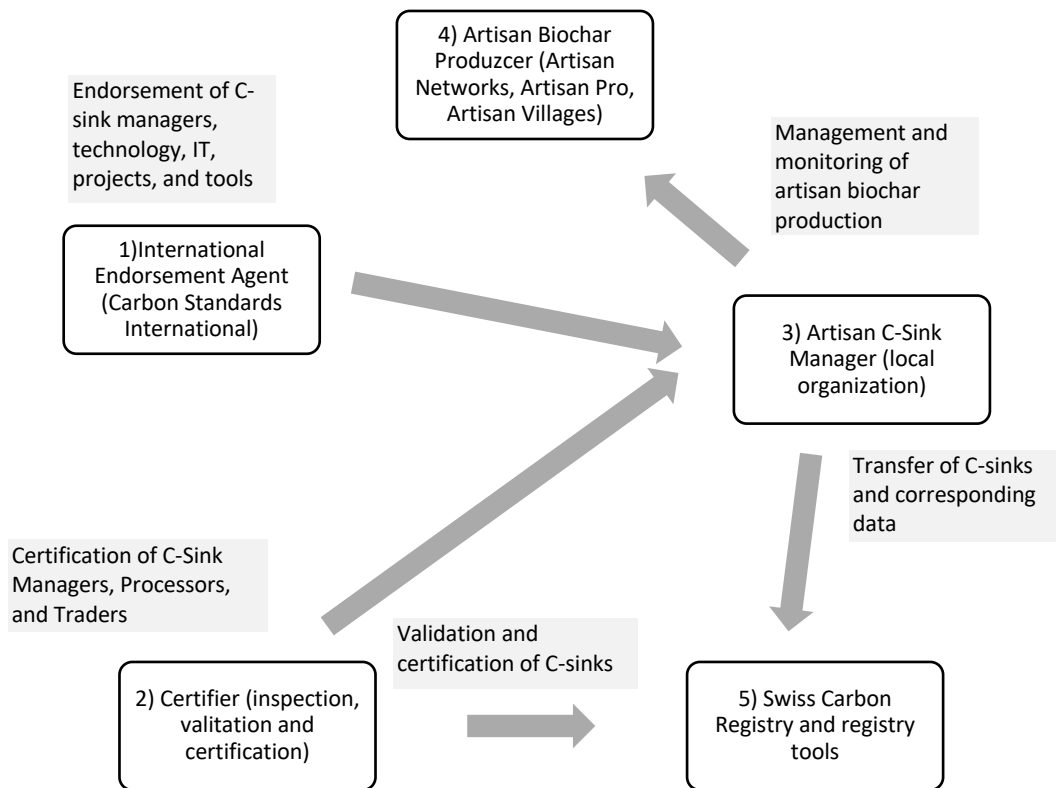 4) Artisan Biochar
Produzcer (Artisan
Networks, Artisan Pro,
Artisan Villages)
Endorsement of C-
sink managers,
technology, IT,
projects, and tools
Management and
monitoring of
artisan biochar
production
1)International
Endorsement Agent
(Carbon Standards
International)
3) Artisan C-Sink
Manager (local
organization)
Transfer of C-sinks
and corresponding
data
Certification of C-Sink
Managers, Processors,
and Traders
Validation and
certification of C-sinks
2) Certifier (inspection,
valitation and
certification)
5) Swiss Carbon
Registry and registry
tools